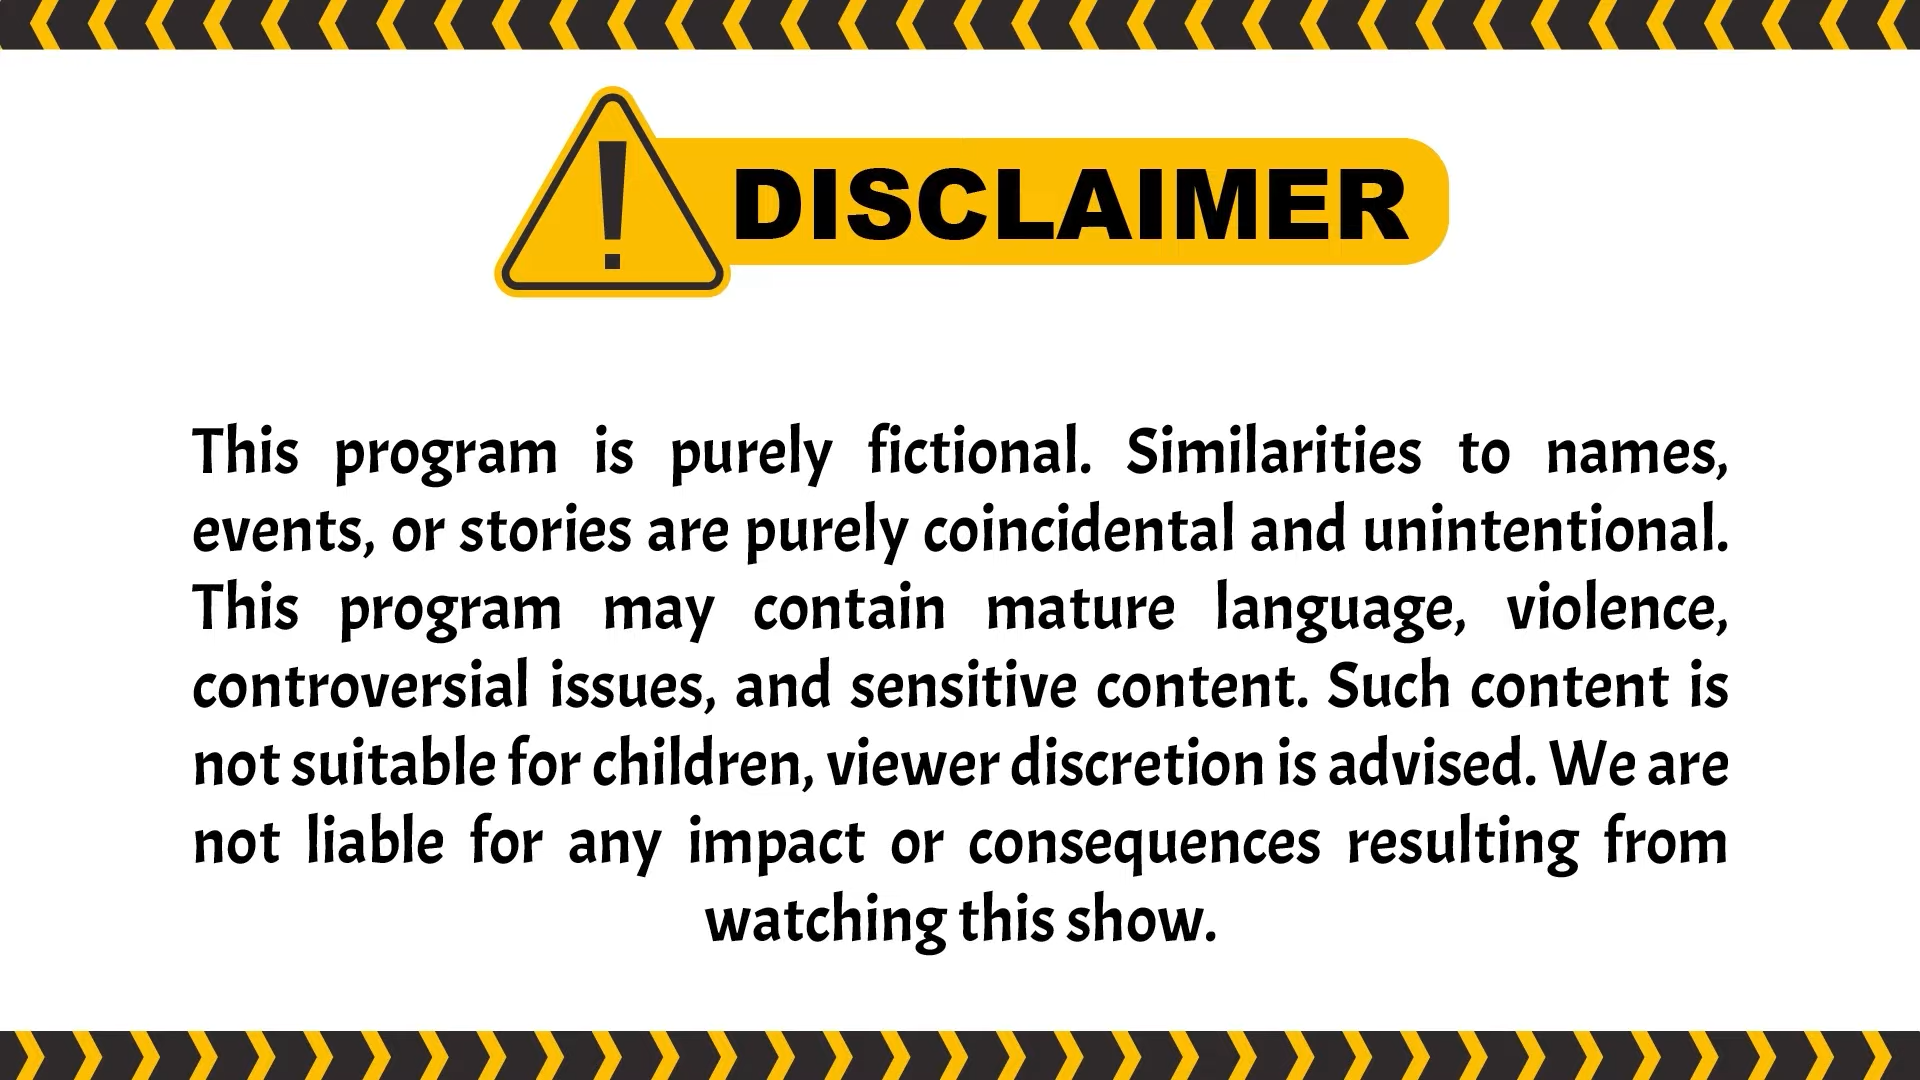 DISCLAIMER
This program is purely fictional. Similarities to names,
events, or stories are purely coincidental and unintentional.
This program may contain mature language, violence,
controversial issues, and sensitive content. Such content is
not suitable for children, viewer discretion is advised. We are
not liable for any impact or consequences resulting from
watching this show.